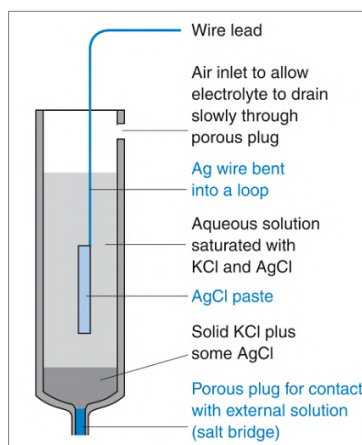 Wire lead
Air inlet to allow
electrolyte to drain
slowly through
porous plug
Ag wire bent
into a loop
Aqueous solution
saturated with
KCl and AgCl
AgCl paste
Solid KCl plus
some AgCl
Porous plug for contact
with external solution
(salt bridge)